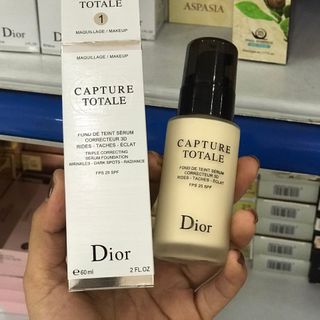 TOTALE
1
MAQUILLAGE / MAKEUP
MAQUILLAGE / MAKEUP
CAPTURE
TOTALE
FOND DE TEINT SÉRUM
CORRECTEUR 3D
RIDES - TACHES - ÉCLAT
TRIPLE CORRECTING
SERUM FOUNDATION
WRINKLES - DARK SPOTS - RADIANCE
FPS 25 SPF
Dior
℮ 60 ml
2 FL.OZ
CAPTURE
TOTALE
FOND DE TEINT SÉRUM
CORRECTEUR 3D
RIDES - TACHES - ÉCLAT
FPS 25 SPF
Dior
Dior
ASPASIA